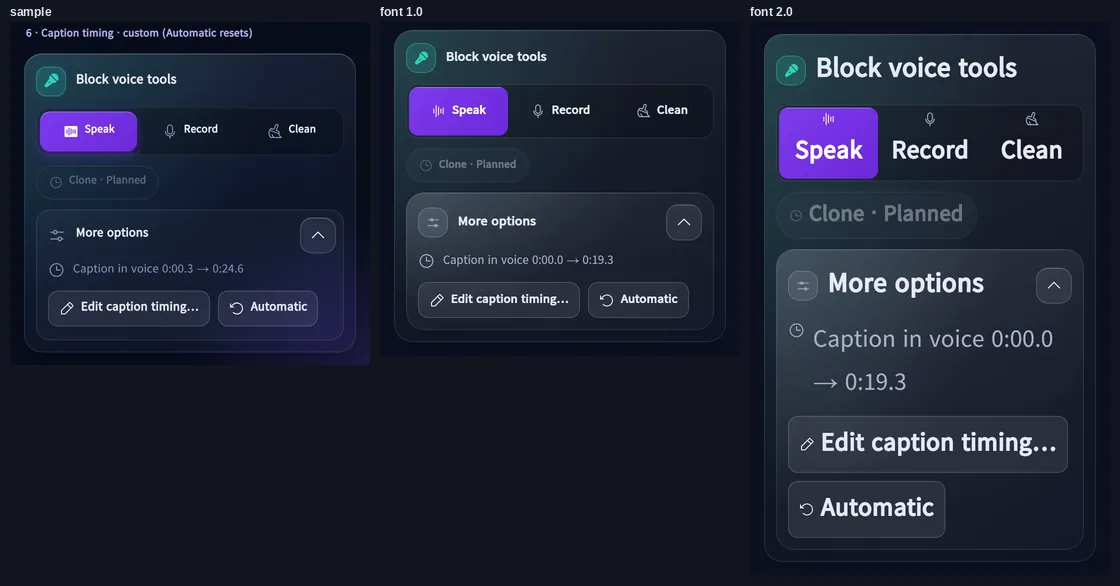 sample
6 · Caption timing · custom (Automatic resets)
Block voice tools
Speak
Record
Clean
Clone · Planned
More options
Caption in voice 0:00.3 → 0:24.6
Edit caption timing...
Automatic
font 1.0
Block voice tools
Speak
Record
Clean
Clone · Planned
More options
Caption in voice 0:00.0 → 0:19.3
Edit caption timing...
Automatic
font 2.0
Block voice tools
Speak
Record
Clean
Clone · Planned
More options
Caption in voice 0:00.0
→ 0:19.3
Edit caption timing...
Automatic